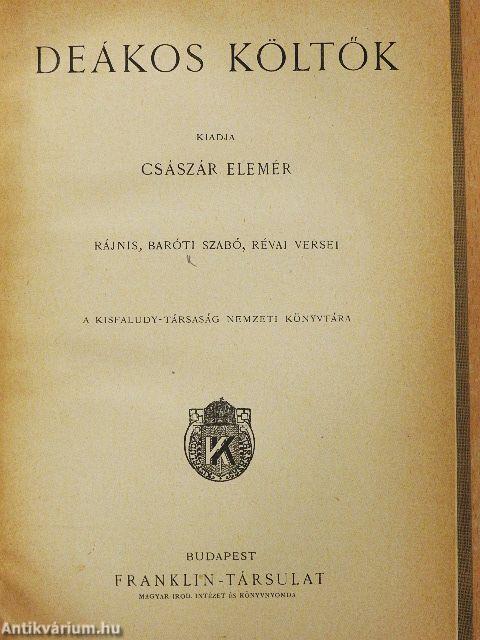 DEÁKOS KÖLTŐK
KIADJA
CSÁSZÁR ELEMÉR
RÁJNIS, BARÓTI SZABÓ, RÉVAI VERSEI
A KISFALUDY-TÁRSASÁG NEMZETI KÖNYVTÁRA
K
BUDAPEST
FRANKLIN-TÁRSULAT
MAGYAR IROD. INTÉZET ÉS KÖNYVNYOMDA
Antikvárium.hu